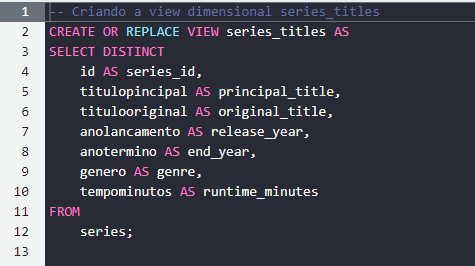 1 -- Criando a view dimensional series_titles
2 CREATE OR REPLACE VIEW series_titles AS
3 SELECT DISTINCT
4     id AS series_id,
5     titulopincipal AS principal_title,
6     titulooriginal AS original_title,
7     anolancamento AS release_year,
8     anotermino AS end_year,
9     genero AS genre,
10     tempominutos AS runtime_minutes
11 FROM
12     series;
13